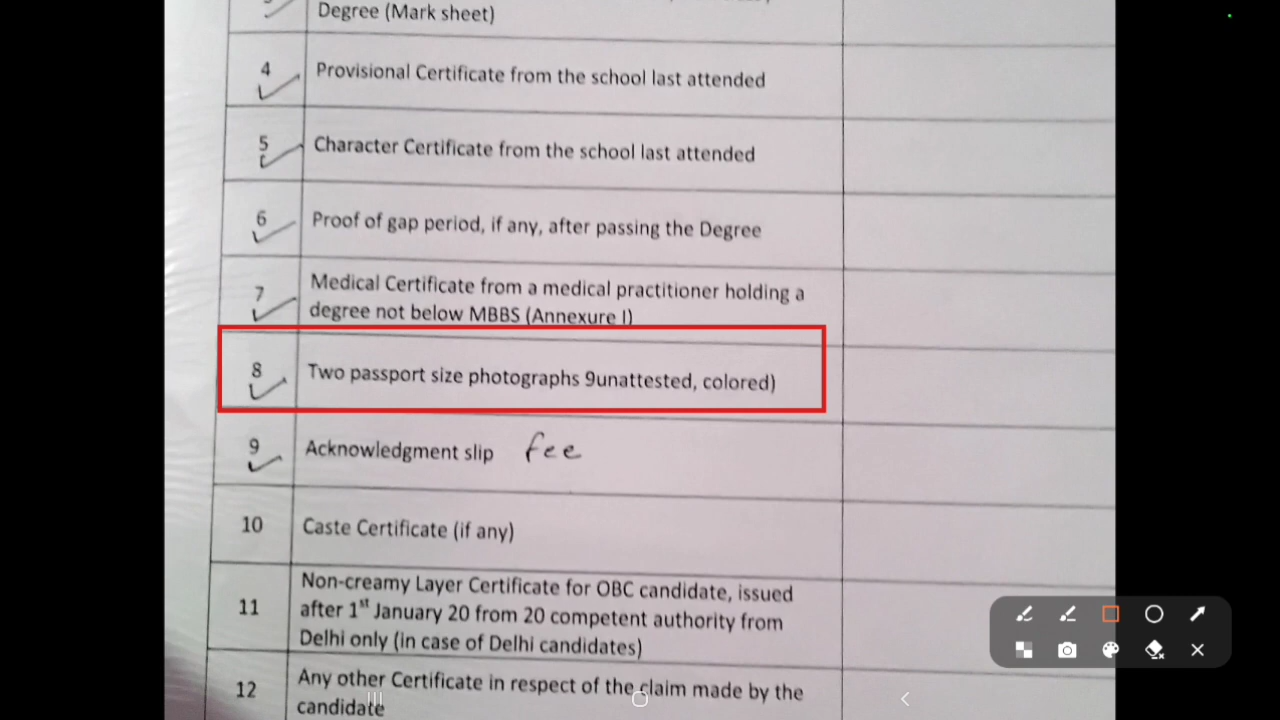 Degree (Mark sheet)
4 Provisional Certificate from the school last attended
5 Character Certificate from the school last attended
6 Proof of gap period, if any, after passing the Degree
7 Medical Certificate from a medical practitioner holding a
degree not below MBBS (Annexure I)
8 Two passport size photographs 9unattested, colored)
9 Acknowledgment slip fee
10 Caste Certificate (if any)
11 Non-creamy Layer Certificate for OBC candidate, issued
after 1st January 20 from 20 competent authority from
Delhi only (in case of Delhi candidates)
12 Any other Certificate in respect of the claim made by the
candidate